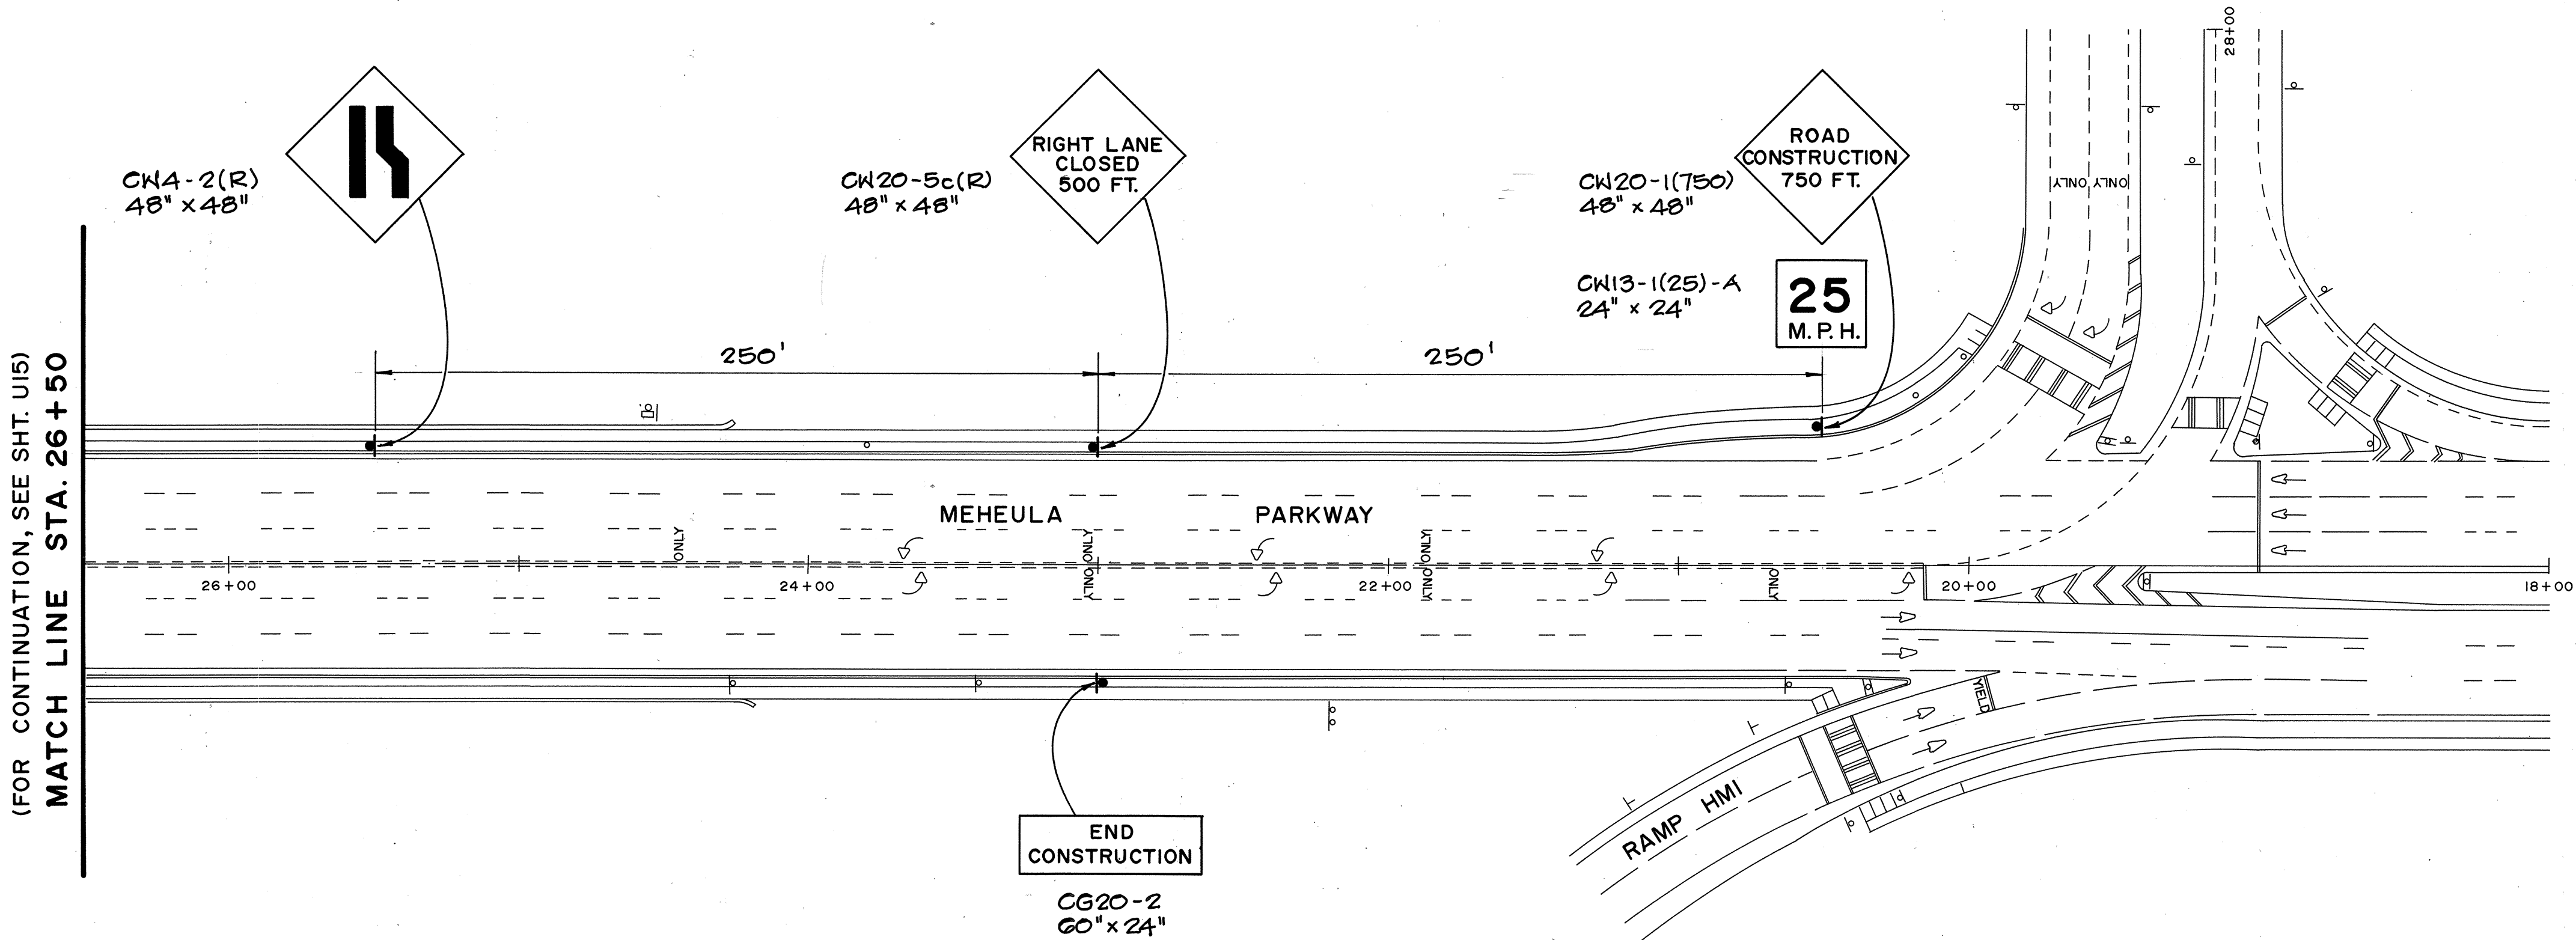 28+00
CW4-2(R)
48" x 48"
RIGHT LANE
CLOSED
500 FT.
CW20-5c(R)
48" x 48"
ROAD
CONSTRUCTION
750 FT.
CW20-1(750)
48" x 48"
CW13-1(25)-A
24" x 24"
25
M.P.H.
250'
250'
ONLY ONLY
(FOR CONTINUATION, SEE SHT. U15)
MATCH LINE STA. 26+50
MEHEULA PARKWAY
ONLY
ONLY
ONLY
ONLY
ONLY
ONLY
26+00
24+00
22+00
20+00
18+00
YIELD
RAMP HM1
END
CONSTRUCTION
CG20-2
60" x 24"